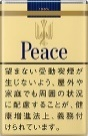 Peace
望まない受動喫煙が
生じないよう、屋外や
家庭でも周囲の状況
に配慮することが、健
康増進法上、義務付
けられています。